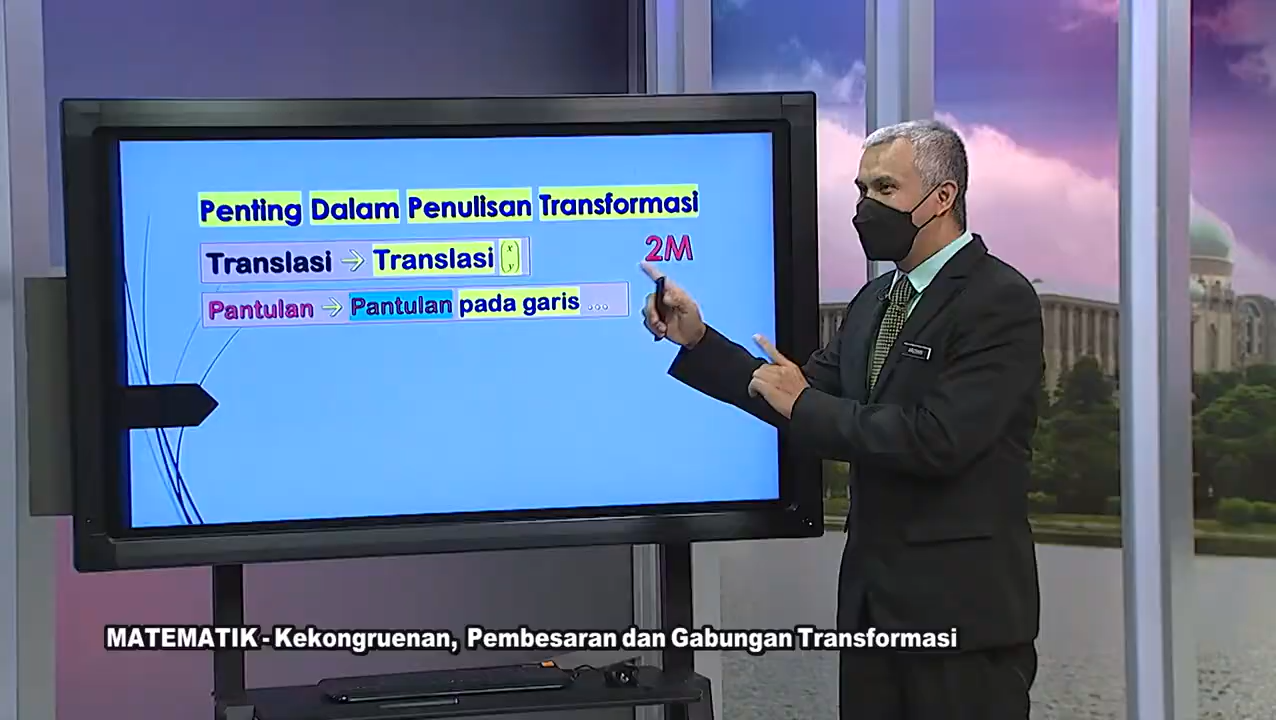 Penting Dalam Penulisan Transformasi
Translasi → Translasi (x y)
2M
Pantulan → Pantulan pada garis ...
MATEMATIK - Kekongruenan, Pembesaran dan Gabungan Transformasi